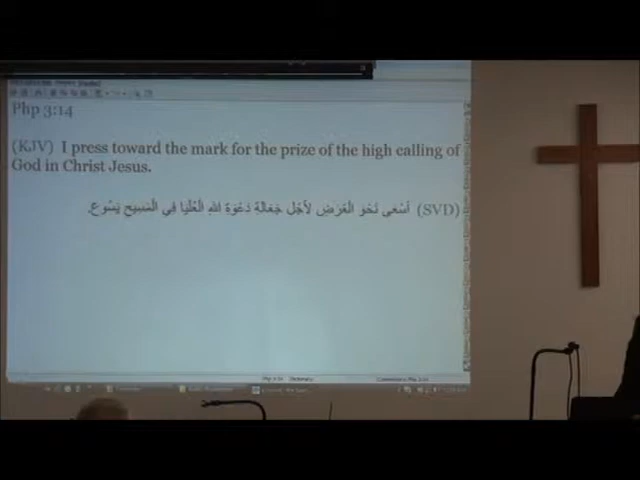 Php 3:14
(KJV) I press toward the mark for the prize of the high calling of
God in Christ Jesus.
(SVD) أَسْعَى نَحْوَ الْغَرَضِ لأَجْلِ جَعَالَةِ دَعْوَةِ اللهِ الْعُلْيَا فِي الْمَسِيحِ يَسُوعَ.